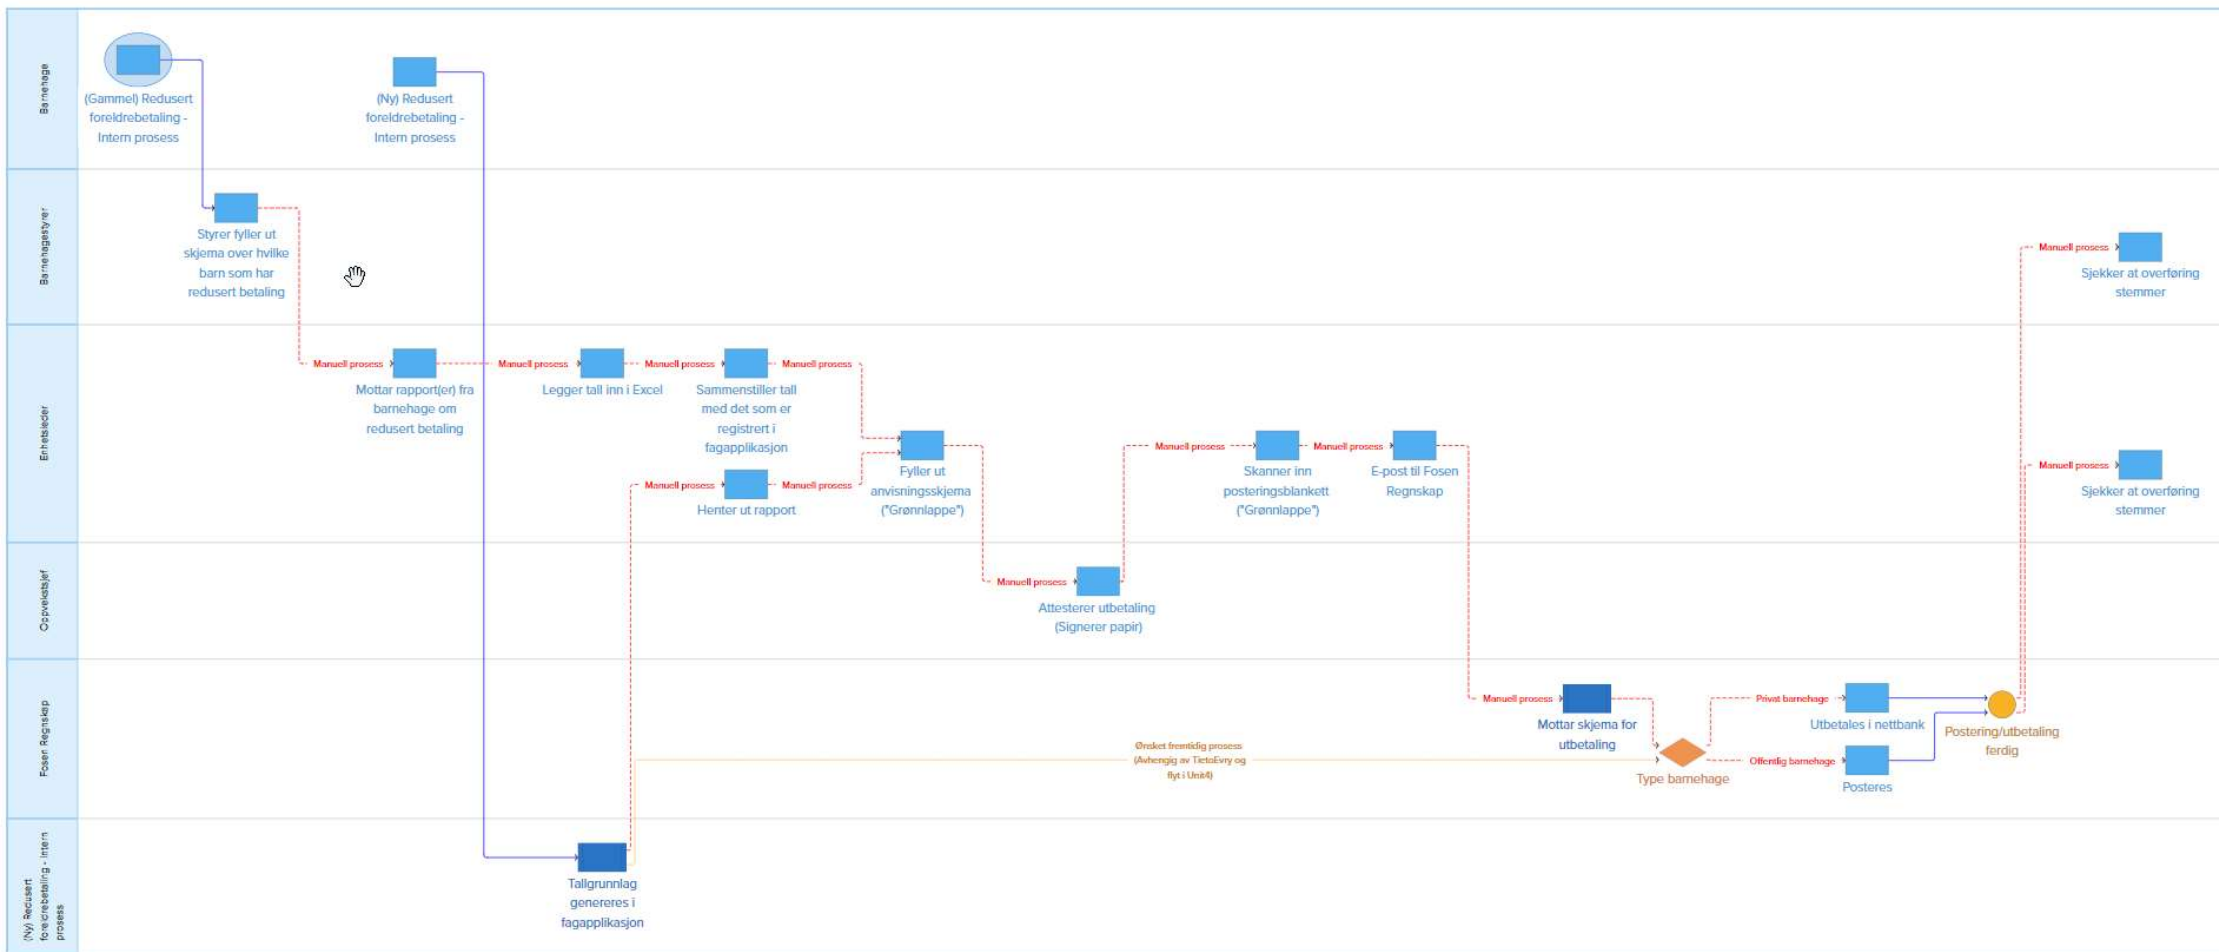 Barnehage
(Gammel) Redusert
foreldrebetaling -
Intern prosess
(Ny) Redusert
foreldrebetaling -
Intern prosess
Barnehagestyrer
Styrer fyller ut
skjema over hvilke
barn som har
redusert betaling
Manuell prosess
Sjekker at overføring
stemmer
Enhetsleder
Manuell prosess
Mottar rapport(er) fra
barnehage om
redusert betaling
Manuell prosess
Legger tall inn i Excel
Manuell prosess
Sammenstiller tall
med det som er
registrert i
fagapplikasjon
Manuell prosess
Manuell prosess
Henter ut rapport
Manuell prosess
Fyller ut
anvisningsskjema
("Grønnlappe")
Manuell prosess
Skanner inn
posteringsblankett
("Grønnlappe")
Manuell prosess
E-post til Fosen
Regnskap
Manuell prosess
Sjekker at overføring
stemmer
Oppvekstsjef
Manuell prosess
Attesterer utbetaling
(Signerer papir)
Fosen Regnskap
Manuell prosess
Mottar skjema for
utbetaling
Ønsket fremtidig prosess
(Avhengig av TietoEvry og
flyt i Unit4)
Type barnehage
Privat barnehage
Utbetales i nettbank
Offentlig barnehage
Posteres
Postering/utbetaling
ferdig
(Ny) Redusert
foreldrebetaling - Intern
prosess
Tallgrunnlag
genereres i
fagapplikasjon